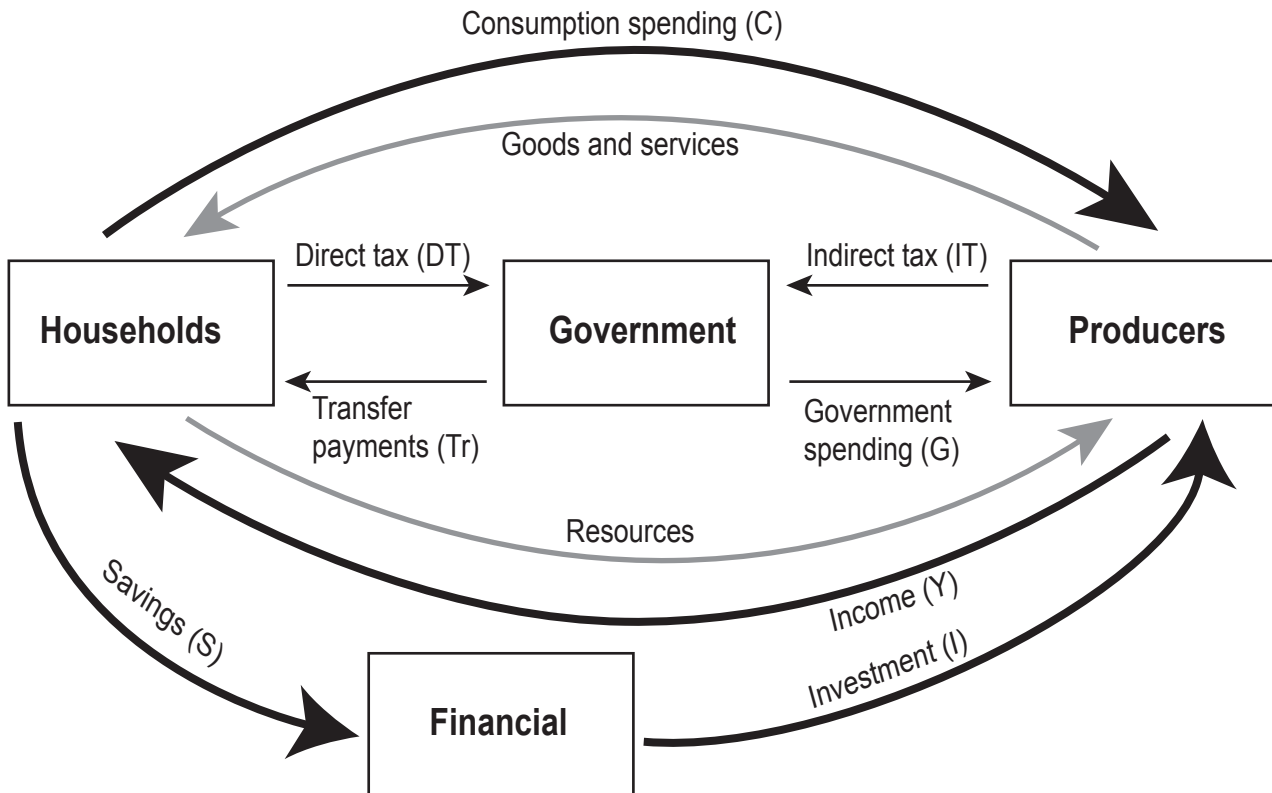 Consumption spending (C)
Goods and services
Direct tax (DT)
Indirect tax (IT)
Households
Government
Producers
Transfer
payments (Tr)
Government
spending (G)
Resources
Savings (S)
Income (Y)
Investment (I)
Financial